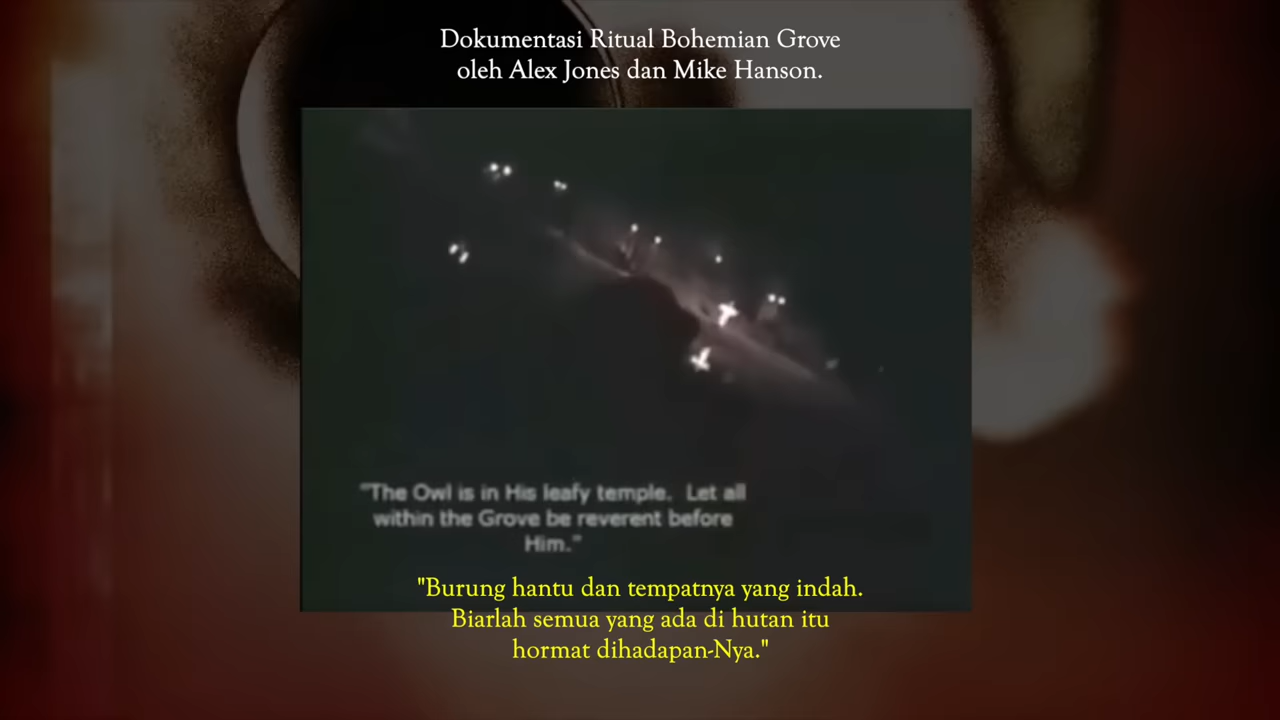 Dokumentasi Ritual Bohemian Grove
oleh Alex Jones dan Mike Hanson.
"The Owl is in His leafy temple. Let all
within the Grove be reverent before
Him."
"Burung hantu dan tempatnya yang indah.
Biarlah semua yang ada di hutan itu
hormat dihadapan-Nya."